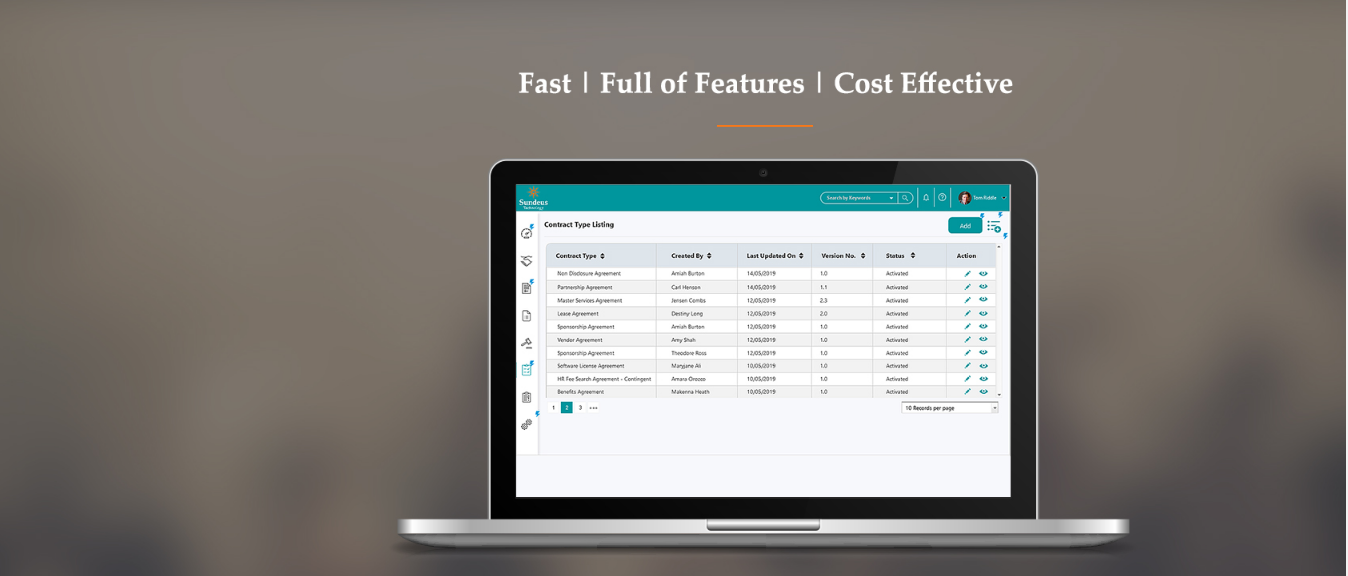 Fast | Full of Features | Cost Effective
Sundeus
Technology
Search by Keywords
Tom Kiddle
Contract Type Listing
Add
Contract Type Created By Last Updated On Version No. Status Action
Non Disclosure Agreement Amiah Burton 14/05/2019 1.0 Activated
Partnership Agreement Carl Henson 14/05/2019 1.1 Activated
Master Services Agreement Jensen Combs 12/05/2019 2.3 Activated
Lease Agreement Destiny Long 12/05/2019 2.0 Activated
Sponsorship Agreement Amiah Burton 12/05/2019 1.0 Activated
Vendor Agreement Amy Shah 12/05/2019 1.0 Activated
Sponsorship Agreement Theodore Ross 12/05/2019 1.0 Activated
Software License Agreement Maryjane Ali 10/05/2019 1.0 Activated
HR Fee Search Agreement - Contingent Amara Orozco 10/05/2019 1.0 Activated
Benefits Agreement Makenna Heath 10/05/2019 1.0 Activated
1 2 3 ••• 10 Records per page